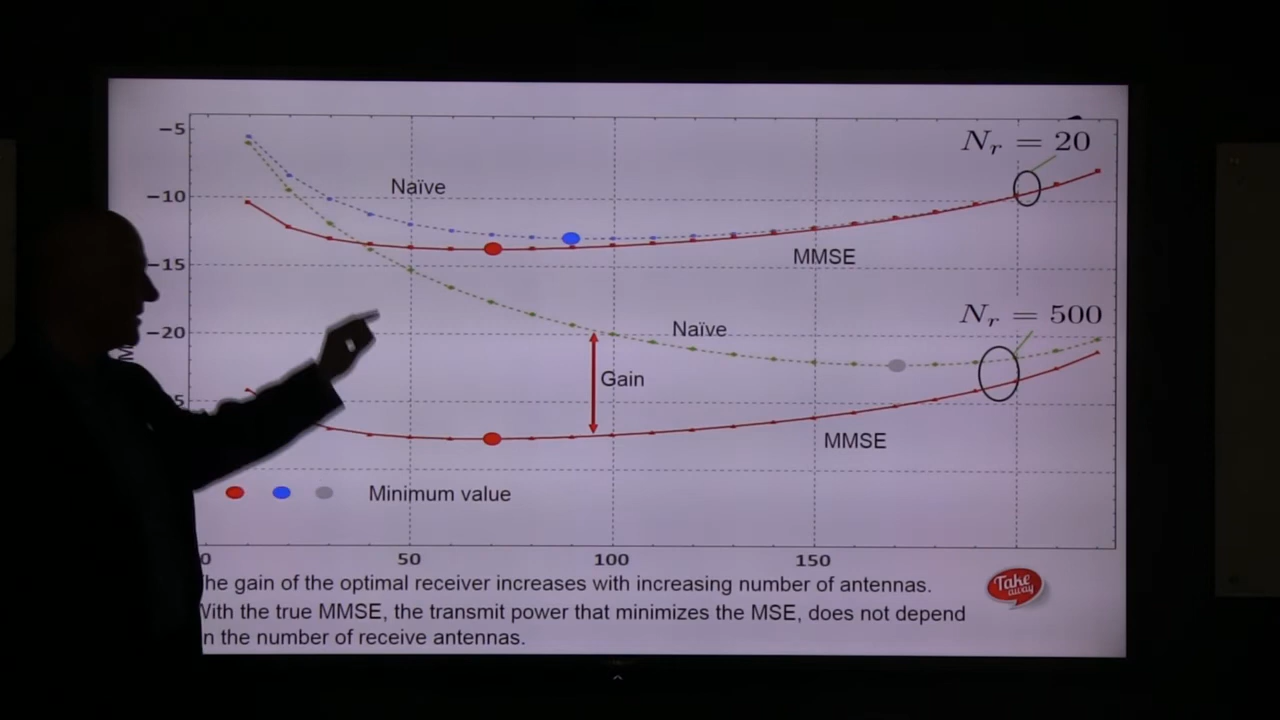 −5
N_r = 20
Naïve
−10
MMSE
−15
N_r = 500
Naïve
−20
M
Gain
5
MMSE
Minimum value
0 50 100 150
he gain of the optimal receiver increases with increasing number of antennas.
With the true MMSE, the transmit power that minimizes the MSE, does not depend
n the number of receive antennas.
Take
away